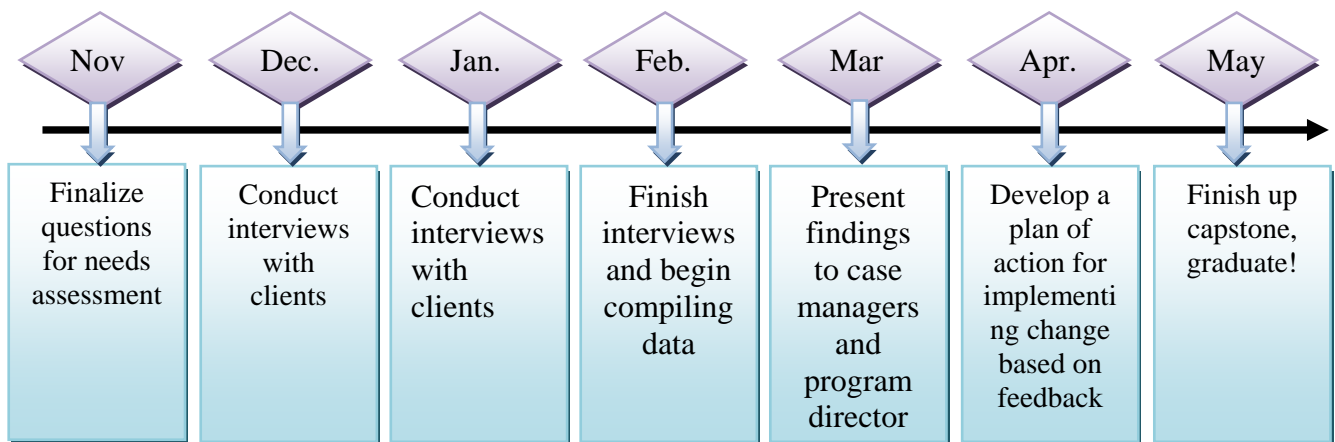 Nov
Dec.
Jan.
Feb.
Mar
Apr.
May
Finalize
questions
for needs
assessment
Conduct
interviews
with
clients
Conduct
interviews
with
clients
Finish
interviews
and begin
compiling
data
Present
findings
to case
managers
and
program
director
Develop a
plan of
action for
implementi
ng change
based on
feedback
Finish up
capstone,
graduate!